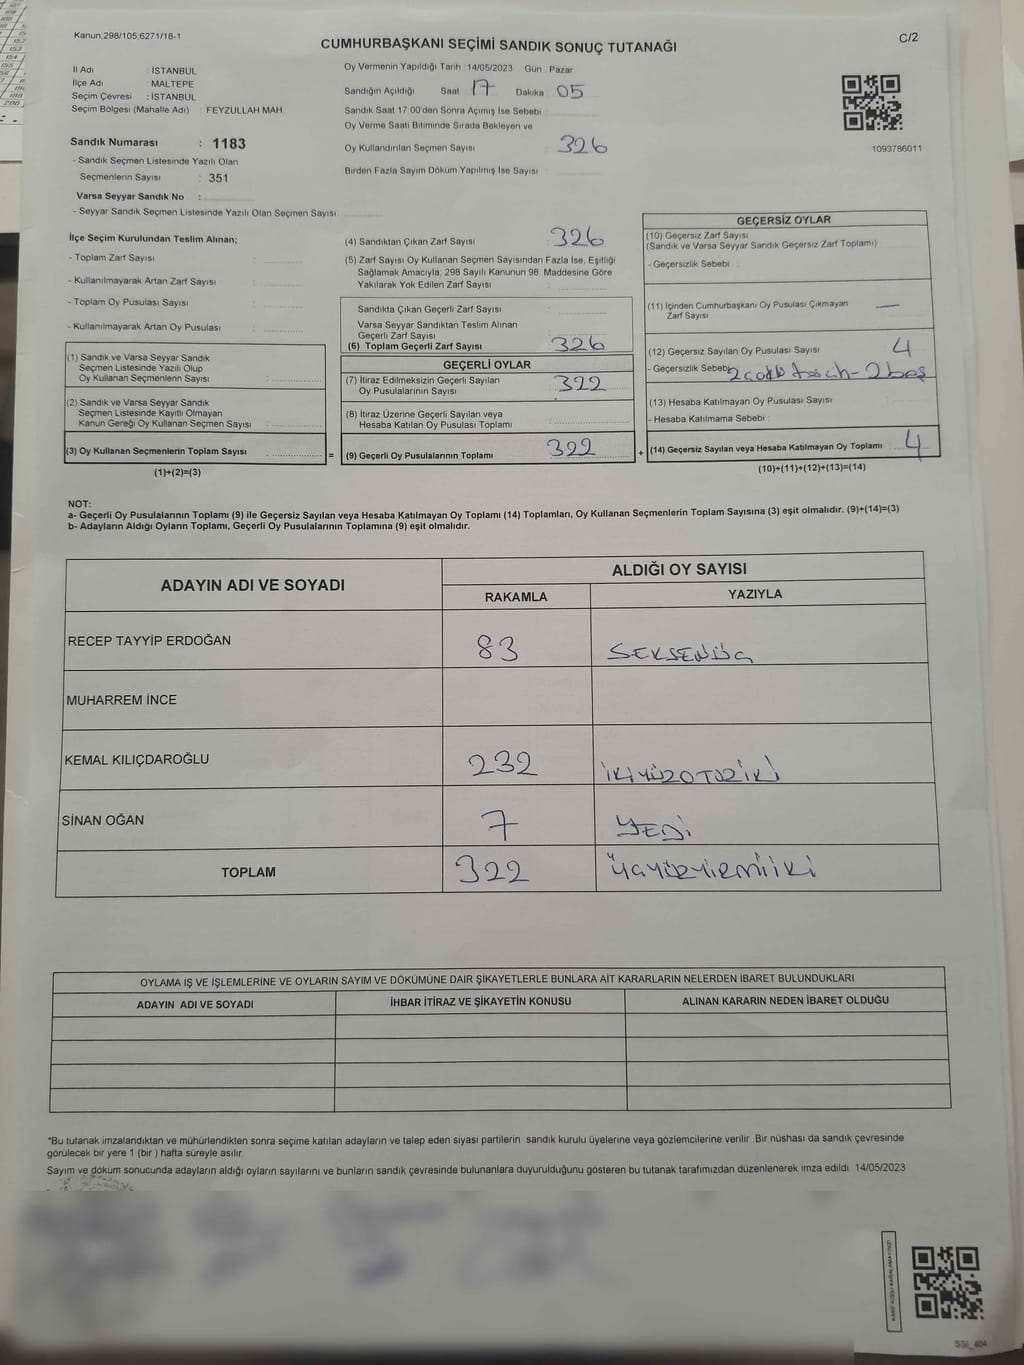 Kanun:298/105,6271/18-1
C/2
CUMHURBAŞKANI SEÇİMİ SANDIK SONUÇ TUTANAĞI
İl Adı : İSTANBUL
İlçe Adı : MALTEPE
Seçim Çevresi : İSTANBUL
Seçim Bölgesi (Mahalle Adı) : FEYZULLAH MAH.
Sandık Numarası : 1183
- Sandık Seçmen Listesinde Yazılı Olan
Seçmenlerin Sayısı : 351
Varsa Seyyar Sandık No :
- Seyyar Sandık Seçmen Listesinde Yazılı Olan Seçmen Sayısı
Oy Vermenin Yapıldığı Tarih : 14/05/2023 Gün : Pazar
Sandığın Açıldığı Saat : 17 Dakika : 05
Sandık Saat 17:00'den Sonra Açımış İse Sebebi
Oy Verme Saati Bitiminde Sırada Bekleyen ve
Oy Kullandırılan Seçmen Sayısı : 326
Birden Fazla Sayım Döküm Yapılmış İse Sayısı :
1093786011
İlçe Seçim Kurulundan Teslim Alınan;
- Toplam Zarf Sayısı :
- Kullanılmayarak Artan Zarf Sayısı :
- Toplam Oy Pusulası Sayısı :
- Kullanılmayarak Artan Oy Pusulası :
(1) Sandık ve Varsa Seyyar Sandık
Seçmen Listesinde Yazılı Olup
Oy Kullanan Seçmenlerin Sayısı :
(2) Sandık ve Varsa Seyyar Sandık
Seçmen Listesinde Kayıtlı Olmayan
Kanun Gereği Oy Kullanan Seçmen Sayısı :
(3) Oy Kullanan Seçmenlerin Toplam Sayısı :
(1)+(2)=(3)
=
(4) Sandıktan Çıkan Zarf Sayısı : 326
(5) Zarf Sayısı Oy Kullanan Seçmen Sayısından Fazla İse, Eşitliği
Sağlamak Amacıyla; 298 Sayılı Kanunun 98. Maddesine Göre
Yakılarak Yok Edilen Zarf Sayısı :
Sandıkta Çıkan Geçerli Zarf Sayısı :
Varsa Seyyar Sandıktan Teslim Alınan
Geçerli Zarf Sayısı :
(6) Toplam Geçerli Zarf Sayısı : 326
GEÇERLİ OYLAR
(7) İtiraz Edilmeksizin Geçerli Sayılan
Oy Pusulalarının Sayısı : 322
(8) İtiraz Üzerine Geçerli Sayılan veya
Hesaba Katılan Oy Pusulası Toplamı :
(9) Geçerli Oy Pusulalarının Toplamı : 322
+
GEÇERSİZ OYLAR
(10) Geçersiz Zarf Sayısı
(Sandık ve Varsa Seyyar Sandık Geçersiz Zarf Toplamı)
- Geçersizlik Sebebi :
(11) İçinden Cumhurbaşkanı Oy Pusulası Çıkmayan
Zarf Sayısı —
(12) Geçersiz Sayılan Oy Pusulası Sayısı 4
- Geçersizlik Sebebi: 2 2 boş
(13) Hesaba Katılmayan Oy Pusulası Sayısı
- Hesaba Katılmama Sebebi :
(14) Geçersiz Sayılan veya Hesaba Katılmayan Oy Toplamı 4
(10)+(11)+(12)+(13)=(14)
NOT:
a- Geçerli Oy Pusulalarının Toplamı (9) ile Geçersiz Sayılan veya Hesaba Katılmayan Oy Toplamı (14) Toplamları, Oy Kullanan Seçmenlerin Toplam Sayısına (3) eşit olmalıdır. (9)+(14)=(3)
b- Adayların Aldığı Oyların Toplamı, Geçerli Oy Pusulalarının Toplamına (9) eşit olmalıdır.
ADAYIN ADI VE SOYADI
ALDIĞI OY SAYISI
RAKAMLA YAZIYLA
RECEP TAYYİP ERDOĞAN 83 SEKSENÜÇ
MUHARREM İNCE
KEMAL KILIÇDAROĞLU 232 İKİYÜZOTUZİKİ
SİNAN OĞAN 7 YEDİ
TOPLAM 322 üçyüzyirmiiki
OYLAMA İŞ VE İŞLEMLERİNE VE OYLARIN SAYIM VE DÖKÜMÜNE DAİR ŞİKAYETLERLE BUNLARA AİT KARARLARIN NELERDEN İBARET BULUNDUKLARI
ADAYIN ADI VE SOYADI İHBAR İTİRAZ VE ŞİKAYETİN KONUSU ALINAN KARARIN NEDEN İBARET OLDUĞU
*Bu tutanak imzalandıktan ve mühürlendikten sonra seçime katılan adayların ve talep eden siyasi partilerin sandık kurulu üyelerine veya gözlemcilerine verilir. Bir nüshası da sandık çevresinde
görülecek bir yere 1 (bir ) hafta süreyle asılır.
Sayım ve döküm sonucunda adayların aldığı oyların sayılarını ve bunların sandık çevresinde bulunanlara duyurulduğunu gösteren bu tutanak tarafımızdan düzenlenerek imza edildi. 14/05/2023